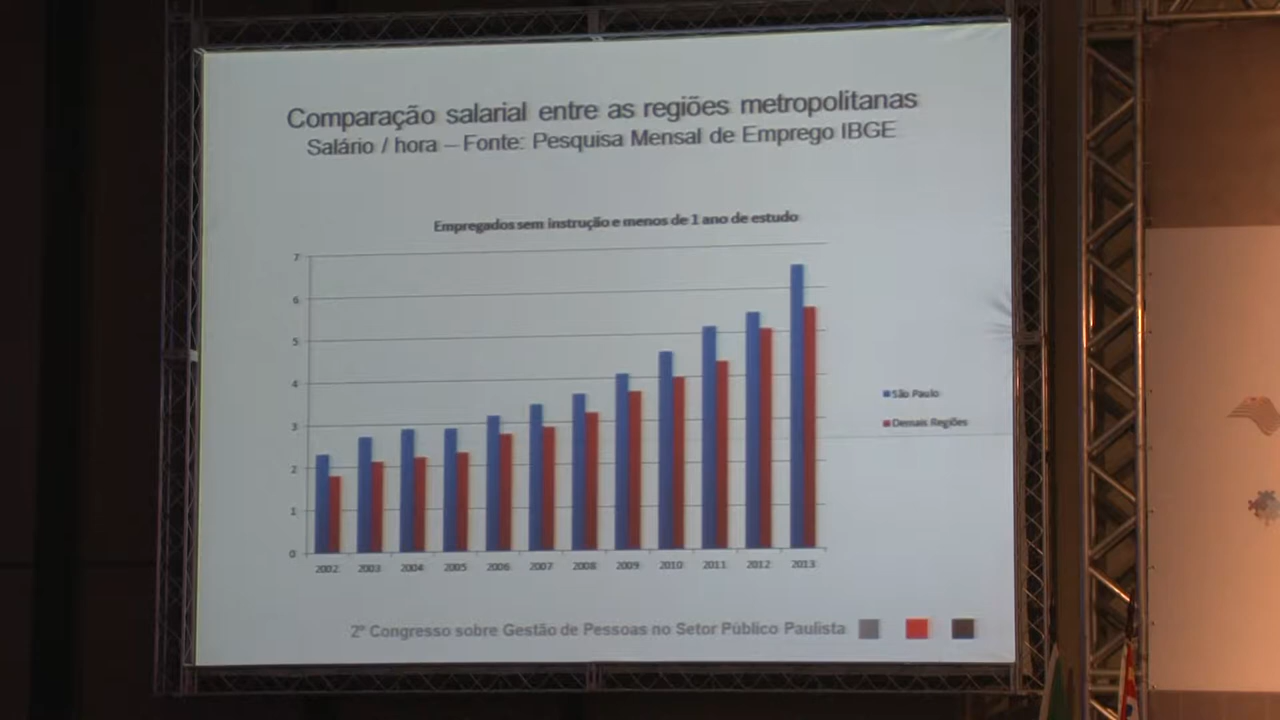 Comparação salarial entre as regiões metropolitanas
Salário / hora – Fonte: Pesquisa Mensal de Emprego IBGE
Empregados sem instrução e menos de 1 ano de estudo
7
6
5
4
3
2
1
0
2002 2003 2004 2005 2006 2007 2008 2009 2010 2011 2012 2013
São Paulo
Demais Regiões
2º Congresso sobre Gestão de Pessoas no Setor Público Paulista